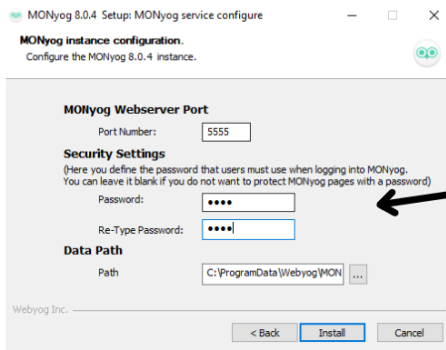 MONyog 8.0.4 Setup: MONyog service configure
MONyog instance configuration.
Configure the MONyog 8.0.4 instance.
MONyog Webserver Port
Port Number: 5555
Security Settings
(Here you define the password that users must use when logging into MONyog.
You can leave it blank if you do not want to protect MONyog pages with a password)
Password: ••••
Re-Type Password: ••••
Data Path
Path C:\ProgramData\Webyog\MON ...
Webyog Inc.
< Back Install Cancel